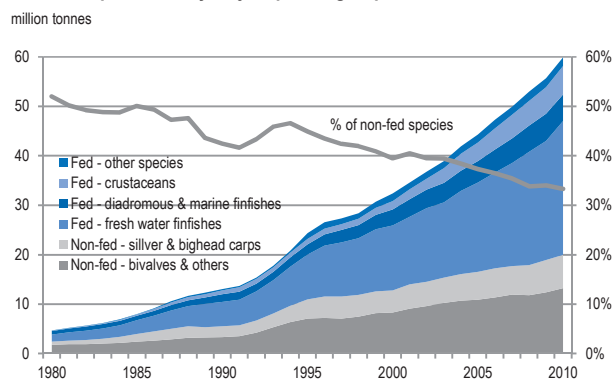 million tonnes
60 60%
50 50%
40 40%
30 30%
20 20%
10 10%
0 0%
% of non-fed species
Fed - other species
Fed - crustaceans
Fed - diadromous & marine finfishes
Fed - fresh water finfishes
Non-fed - sillver & bighead carps
Non-fed - bivalves & others
1980 1985 1990 1995 2000 2005 2010